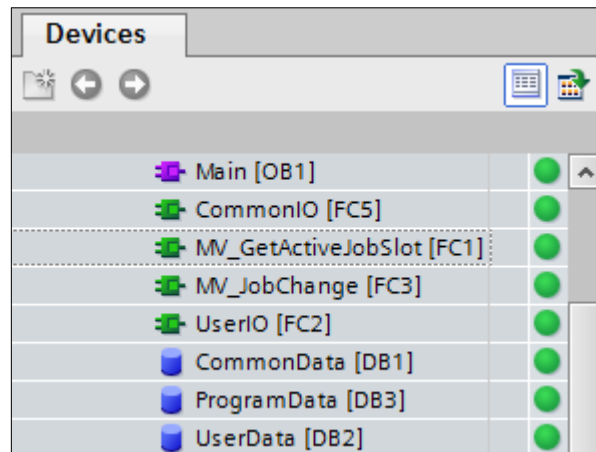 Devices
Main [OB1]
CommonIO [FC5]
MV_GetActiveJobSlot [FC1]
MV_JobChange [FC3]
UserIO [FC2]
CommonData [DB1]
ProgramData [DB3]
UserData [DB2]